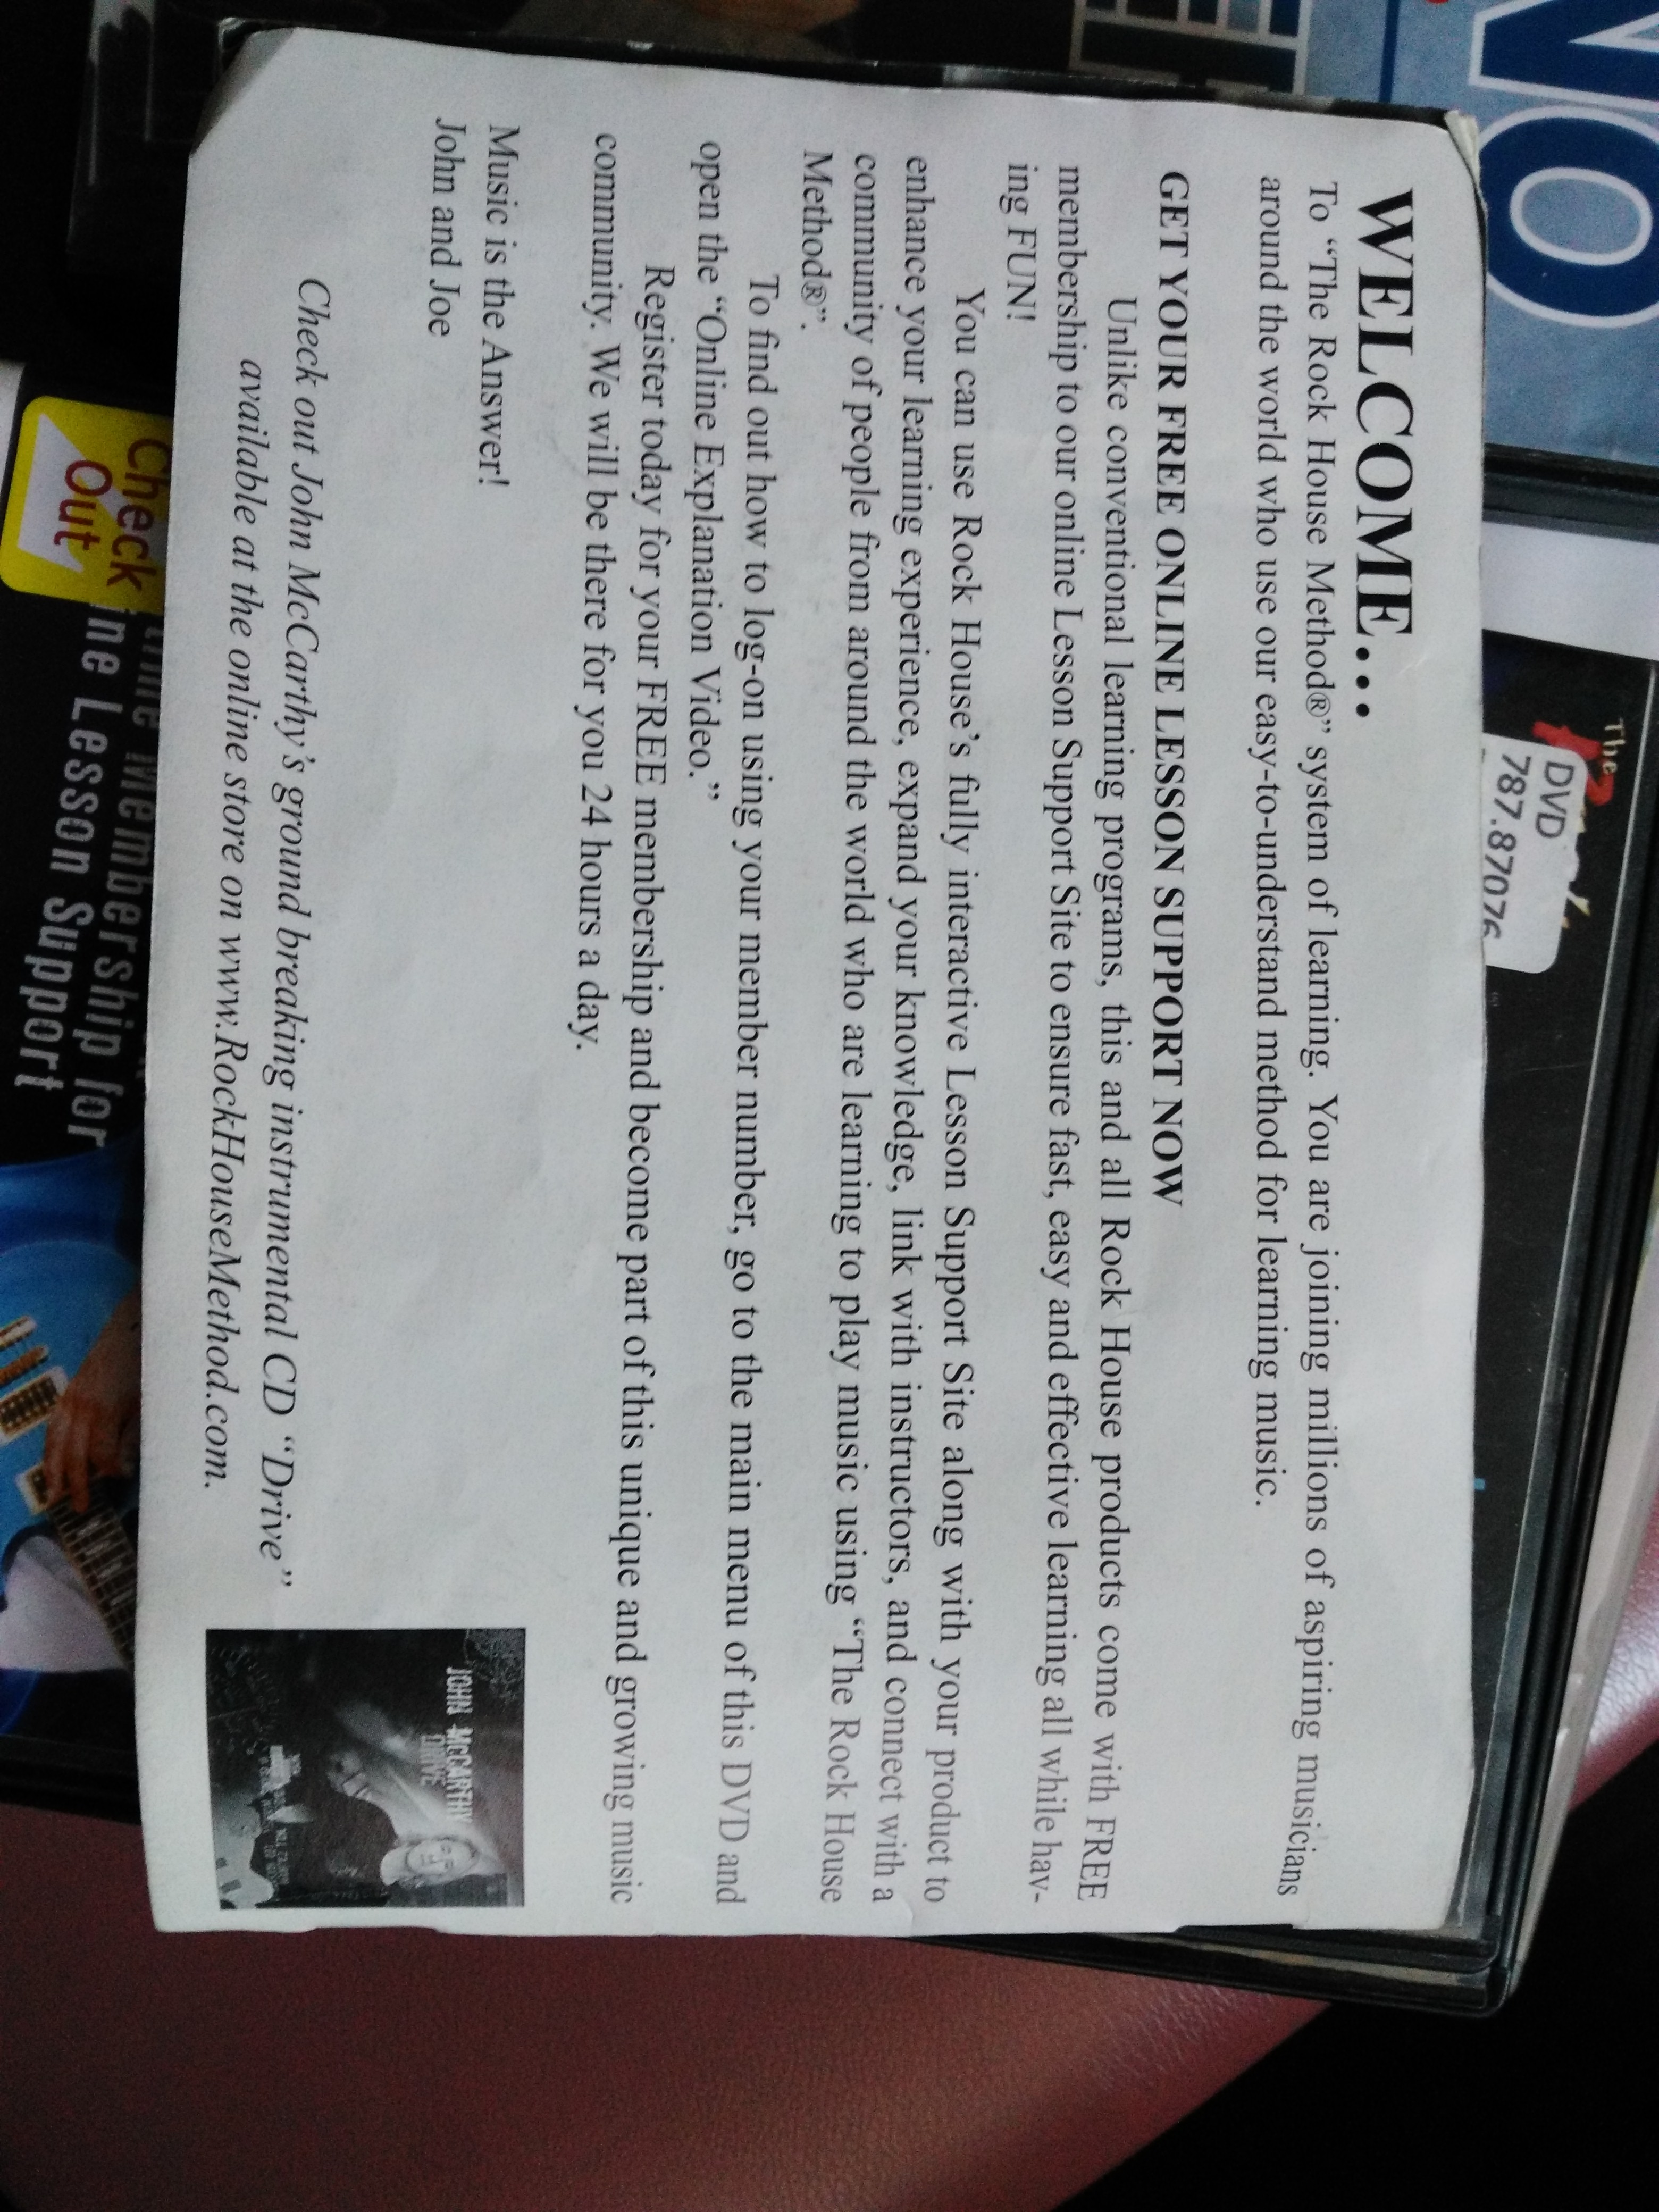 WELCOME...
To “The Rock House Method®” system of learning. You are joining millions of aspiring musicians
around the world who use our easy-to-understand method for learning music.
GET YOUR FREE ONLINE LESSON SUPPORT NOW
Unlike conventional learning programs, this and all Rock House products come with FREE
membership to our online Lesson Support Site to ensure fast, easy and effective learning all while hav-
ing FUN!
You can use Rock House’s fully interactive Lesson Support Site along with your product to
enhance your learning experience, expand your knowledge, link with instructors, and connect with a
community of people from around the world who are learning to play music using “The Rock House
Method®”.
To find out how to log-on using your member number, go to the main menu of this DVD and
open the “Online Explanation Video.”
Register today for your FREE membership and become part of this unique and growing music
community. We will be there for you 24 hours a day.
Music is the Answer!
John and Joe
Check out John McCarthy’s ground breaking instrumental CD “Drive”
available at the online store on www.RockHouseMethod.com.
JOHN McCARTHY
DRIVE
NO
The
DVD
787.87076
Check
Out
Membership for
ine Lesson Support